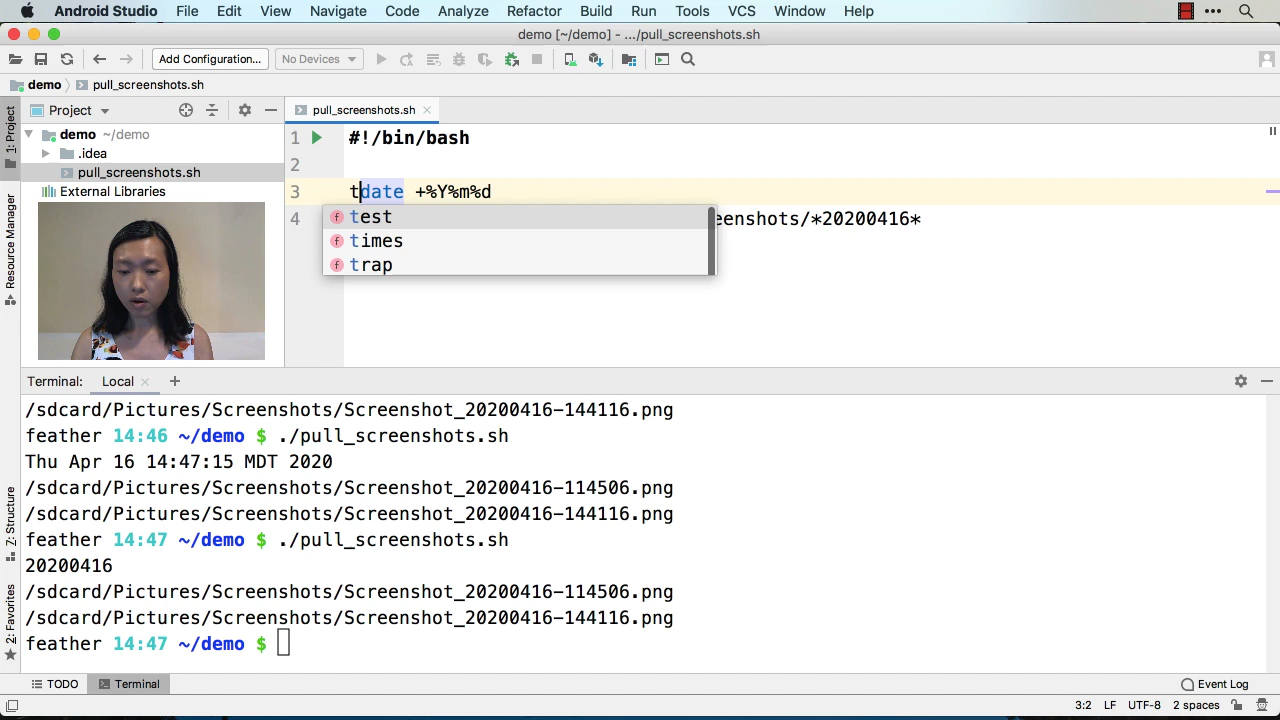 Android Studio File Edit View Navigate Code Analyze Refactor Build Run Tools VCS Window Help
demo [~/demo] - .../pull_screenshots.sh
Add Configuration... No Devices
demo pull_screenshots.sh
1: Project
Resource Manager
Z: Structure
2: Favorites
Project
demo ~/demo
.idea
pull_screenshots.sh
External Libraries
pull_screenshots.sh
1 #!/bin/bash
2
3 tdate +%Y%m%d
4 eenshots/*20200416*
f test
f times
f trap
Terminal: Local
/sdcard/Pictures/Screenshots/Screenshot_20200416-144116.png
feather 14:46 ~/demo $ ./pull_screenshots.sh
Thu Apr 16 14:47:15 MDT 2020
/sdcard/Pictures/Screenshots/Screenshot_20200416-114506.png
/sdcard/Pictures/Screenshots/Screenshot_20200416-144116.png
feather 14:47 ~/demo $ ./pull_screenshots.sh
20200416
/sdcard/Pictures/Screenshots/Screenshot_20200416-114506.png
/sdcard/Pictures/Screenshots/Screenshot_20200416-144116.png
feather 14:47 ~/demo $
TODO Terminal Event Log
3:2 LF UTF-8 2 spaces